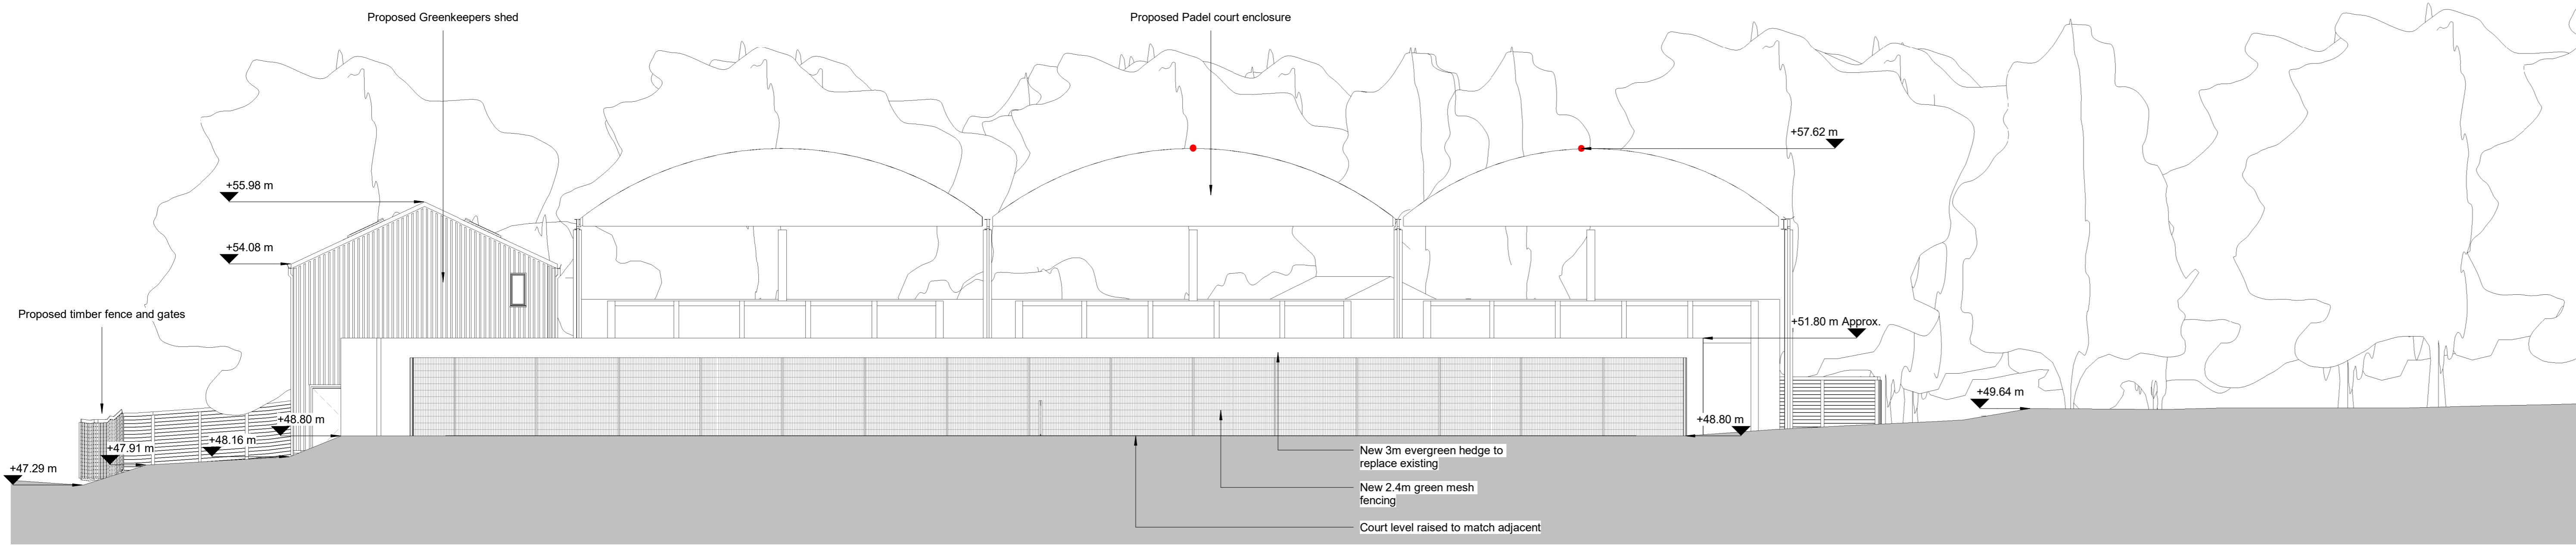 Proposed Greenkeepers shed
Proposed Padel court enclosure
+57.62 m
+55.98 m
+54.08 m
Proposed timber fence and gates
+51.80 m Approx.
+49.64 m
+48.80 m
+48.80 m
+48.16 m
+47.91 m
+47.29 m
New 3m evergreen hedge to
replace existing
New 2.4m green mesh
fencing
Court level raised to match adjacent